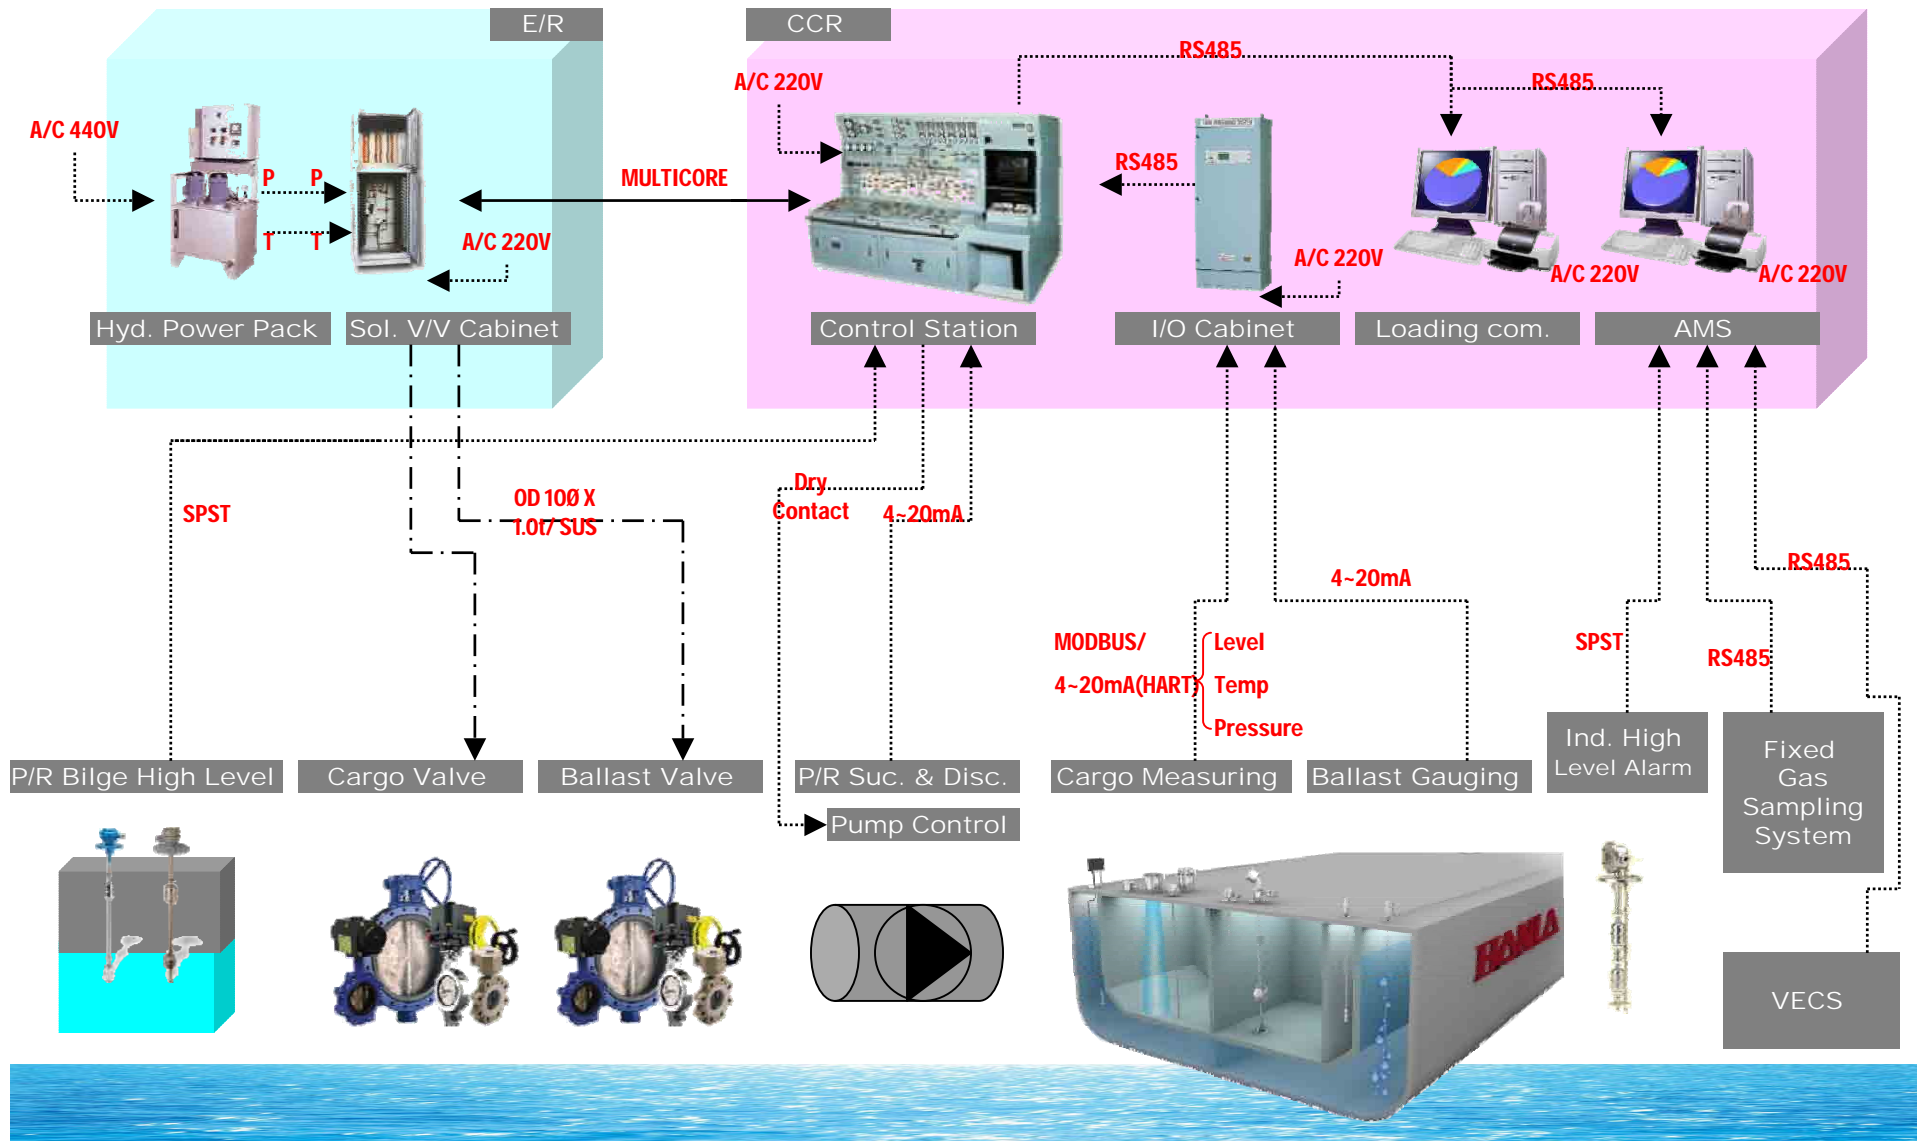 E/R
CCR
RS485
A/C 220V
RS485
A/C 440V
P P
MULTICORE
RS485
T T
A/C 220V
A/C 220V
A/C 220V
A/C 220V
Hyd. Power Pack
Sol. V/V Cabinet
Control Station
I/O Cabinet
Loading com.
AMS
SPST
OD 10Ø X
1.0t/ SUS
Dry
Contact
4~20mA
4~20mA
RS485
MODBUS/
4~20mA(HART)
Level
Temp
Pressure
SPST
RS485
P/R Bilge High Level
Cargo Valve
Ballast Valve
P/R Suc. & Disc.
Pump Control
Cargo Measuring
Ballast Gauging
Ind. High
Level Alarm
Fixed
Gas
Sampling
System
HANLA
VECS